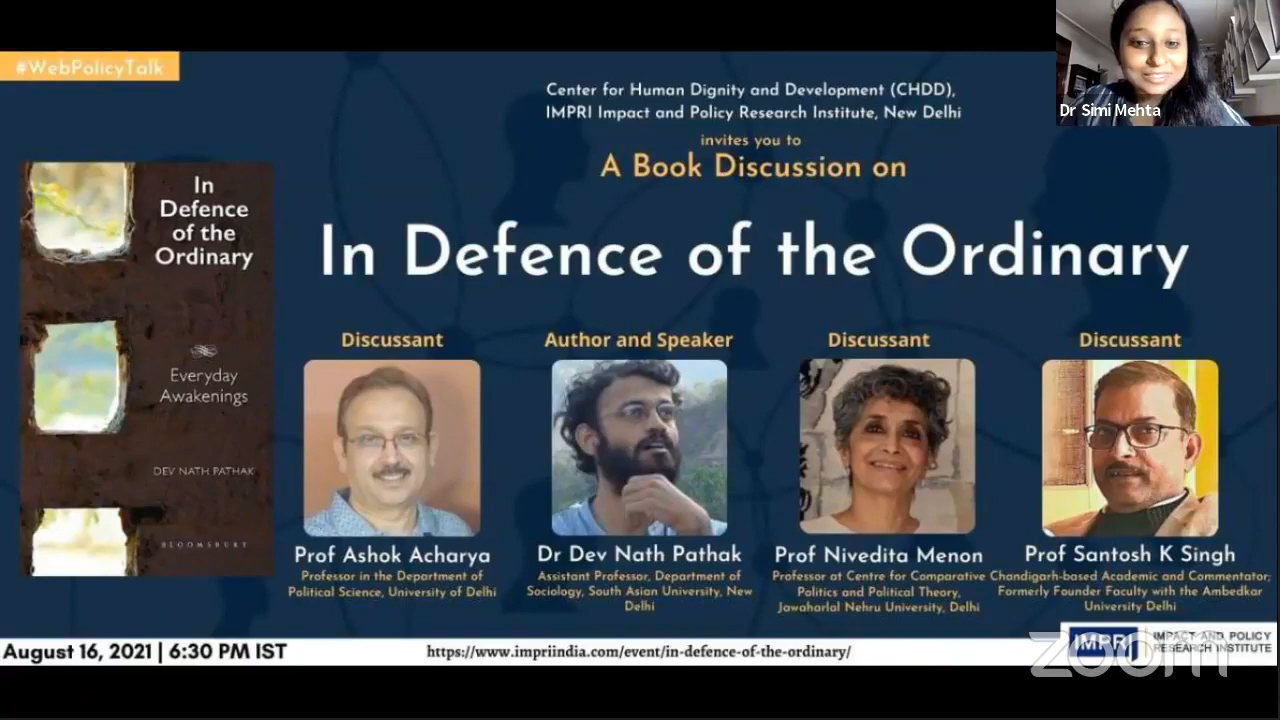 #WebPolicyTalk
Center for Human Dignity and Development (CHDD),
IMPRI Impact and Policy Research Institute, New Delhi
invites you to
A Book Discussion on
In Defence of the Ordinary
Dr Simi Mehta
In
Defence
of the
Ordinary
Everyday
Awakenings
DEV NATH PATHAK
BLOOMSBURY
Discussant
Prof Ashok Acharya
Professor in the Department of
Political Science, University of Delhi
Author and Speaker
Dr Dev Nath Pathak
Assistant Professor, Department of
Sociology, South Asian University, New
Delhi
Discussant
Prof Nivedita Menon
Professor at Centre for Comparative
Politics and Political Theory,
Jawaharlal Nehru University, Delhi
Discussant
Prof Santosh K Singh
Chandigarh-based Academic and Commentator;
Formerly Founder Faculty with the Ambedkar
University Delhi
August 16, 2021 | 6:30 PM IST
https://www.impriindia.com/event/in-defence-of-the-ordinary/
IMPRI
IMPACT AND POLICY
RESEARCH INSTITUTE
zoom